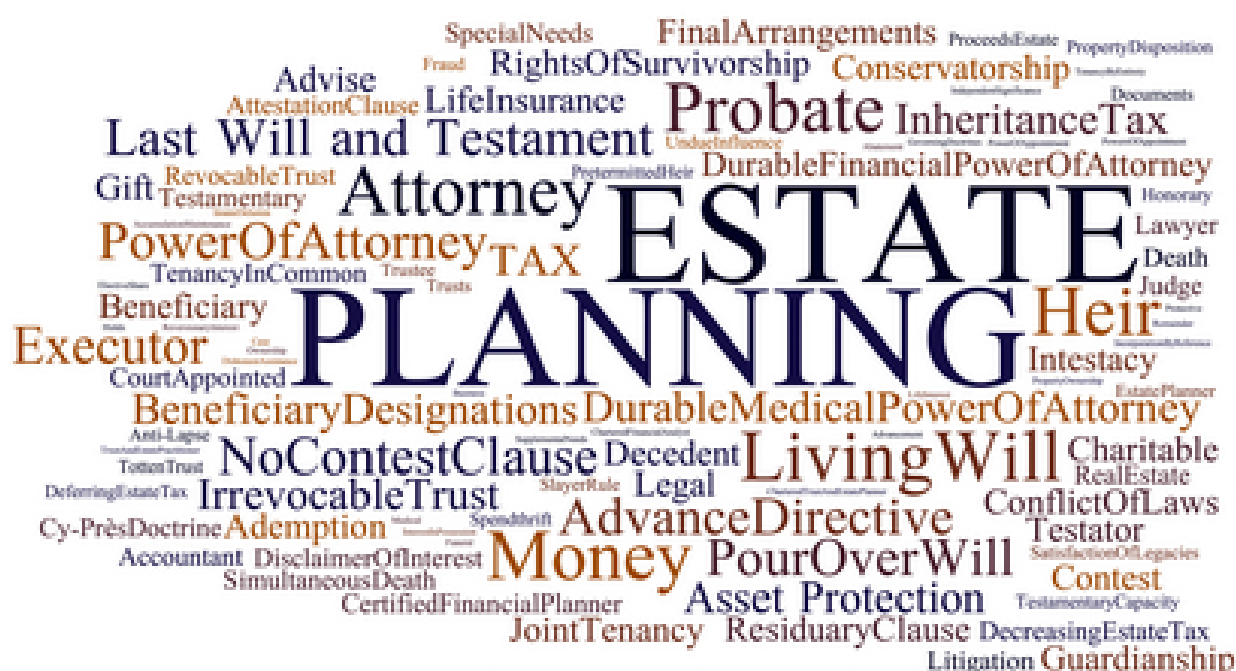 SpecialNeeds FinalArrangements ProceedsEstate PropertyDisposition
Fraud RightsOfSurvivorship Conservatorship TenancyByEntirety
Advise
AttestationClause LifeInsurance Probate InheritanceTax Documents
Last Will and Testament UndueInfluence
PretermittedHeir DurableFinancialPowerOfAttorney
Gift RevocableTrust Attorney ESTATE Honorary
Testamentary
PowerOfAttorney TAX Lawyer
TenancyInCommon Trustee Death
Trusts Judge
Beneficiary PLANNING Heir
Executor Intestacy
CourtAppointed EstatePlanner
BeneficiaryDesignations DurableMedicalPowerOfAttorney
Anti-Lapse
TottenTrust NoContestClause Decedent LivingWill Charitable
RealEstate
DeferringEstateTax IrrevocableTrust SlayerRule Legal ConflictOfLaws
Cy-PrèsDoctrine Ademption Spendthrift AdvanceDirective Testator
Accountant DisclaimerOfInterest Money PourOverWill SatisfactionOfLegacies
SimultaneousDeath Contest
CertifiedFinancialPlanner Asset Protection TestamentaryCapacity
JointTenancy ResiduaryClause DecreasingEstateTax
Litigation Guardianship